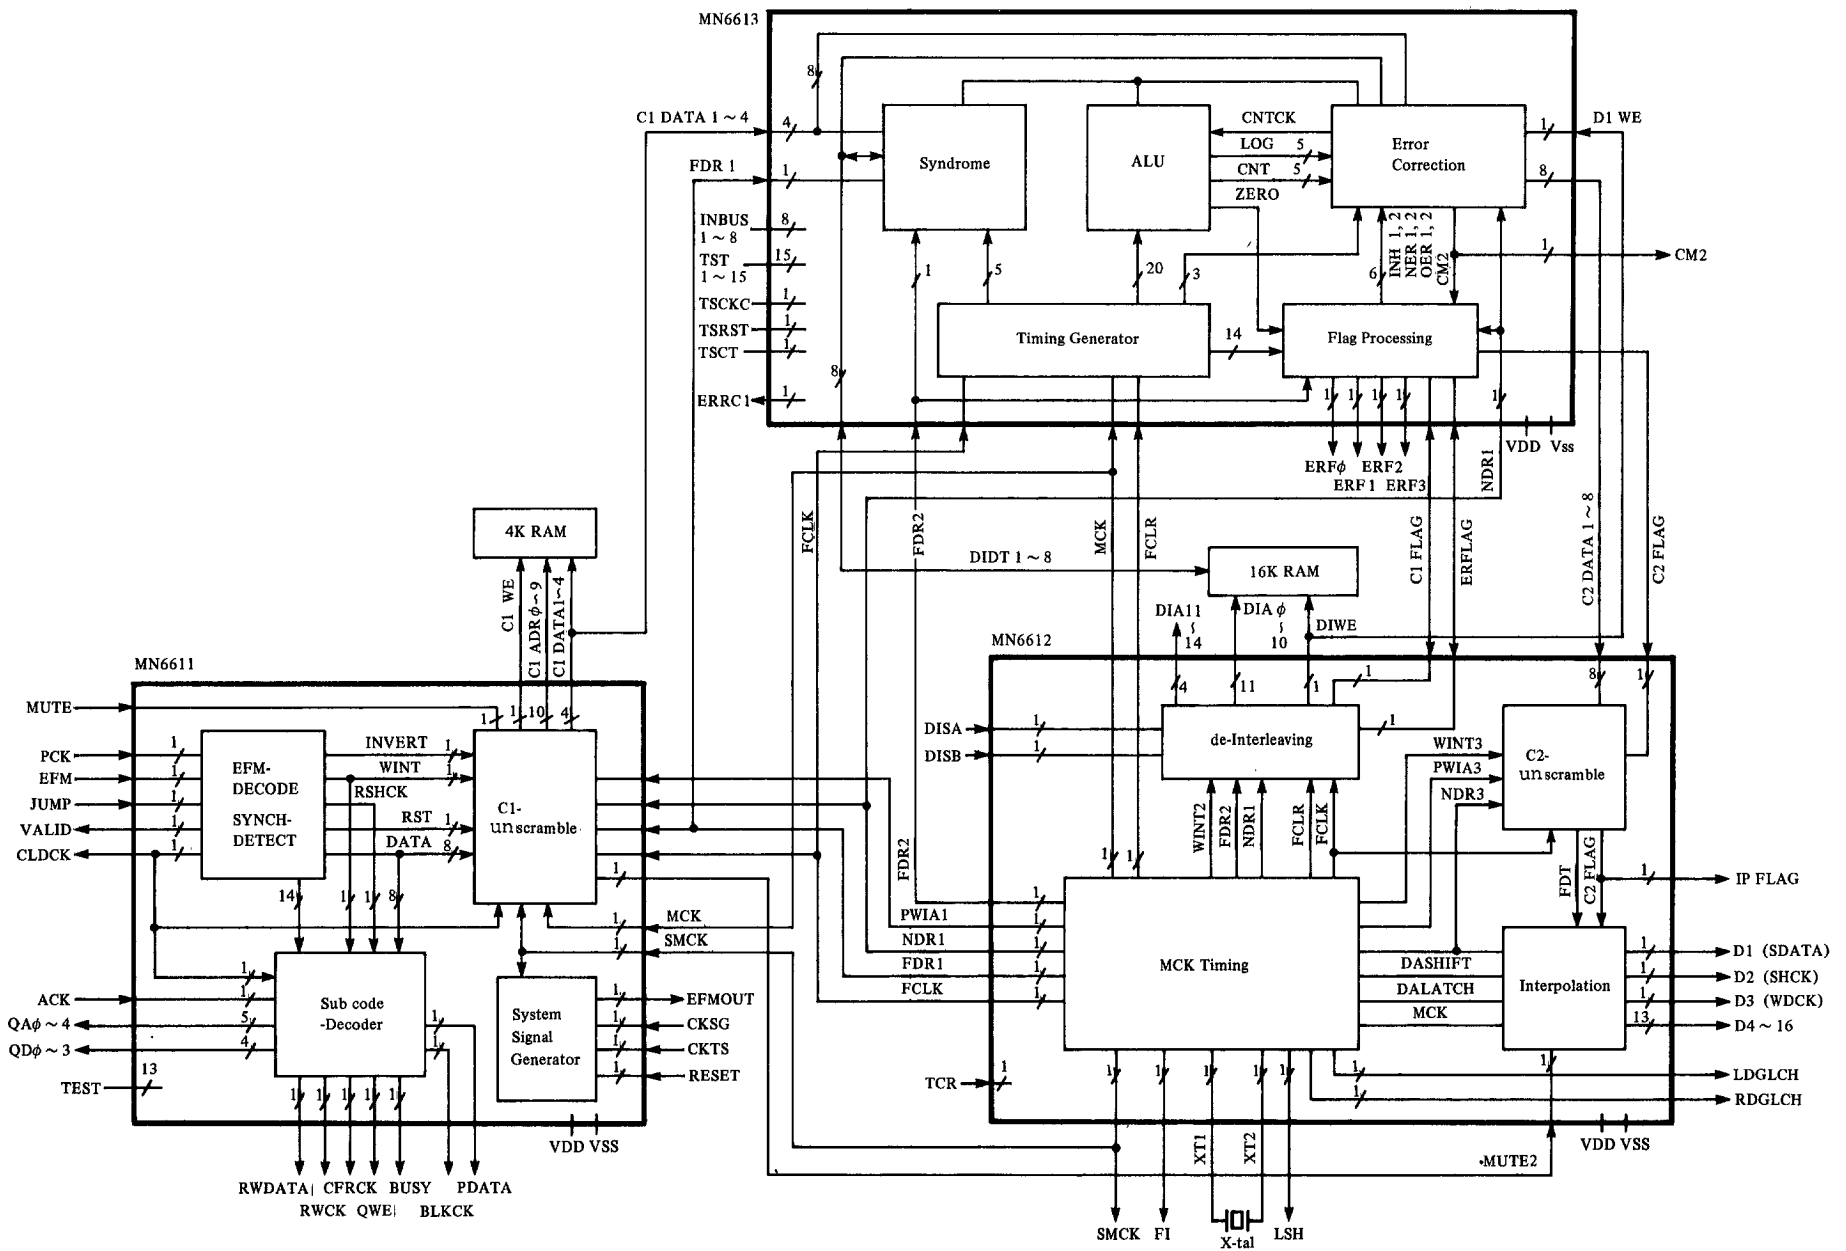 MN6613
8
C1 DATA 1 ~ 4
4
CNTCK
1
D1 WE
Syndrome
ALU
LOG 5
Error
Correction
FDR 1
1
CNT 5
8
ZERO
INBUS
1 ~ 8
8
TST
1 ~ 15
15
1
5
20
3
6
INH 1, 2
NER 1, 2
OER 1, 2
CM2
1
CM2
TSCKC 1
TSRST 1
TSCT 1
Timing Generator
14
Flag Processing
8
ERRC1 1
1 1 1 1
1
VDD Vss
ERFϕ ERF2
ERF1 ERF3
NDR1
4K RAM
FCLK
FDR2
MCK
FCLR
C1 FLAG
ERFLAG
C2 DATA 1 ~ 8
C2 FLAG
DIDT 1 ~ 8
16K RAM
C1 WE
C1 ADRϕ ~ 9
C1 DATA1~4
DIA11
~
14
DIA ϕ
~
10
DIWE
MN6611
MN6612
4
11
1
1
8
1
MUTE
1 1 10 4
DISA 1
DISB 1
de-Interleaving
1
C2-
unscramble
WINT3
PWIA3
NDR3
PCK 1
EFM 1
JUMP 1
VALID 1
CLDCK 1
EFM-
DECODE
SYNCH-
DETECT
INVERT 1
WINT 1
RSHCK
RST 1
DATA 8
C1-
unscramble
1
WINT2
FDR2
NDR1
FCLR
FCLK
1 1
FDR2
FDT
C2 FLAG
1
IP FLAG
14 1 1 8
1
MCK
1
SMCK
1
PWIA1 1
NDR1 1
FDR1 1
FCLK 1
MCK Timing
DASHIFT
DALATCH
MCK
Interpolation
1
D1 (SDATA)
1
D2 (SHCK)
1
D3 (WDCK)
13
D4 ~ 16
1
ACK 1
QAϕ ~ 4 5
QDϕ ~ 3 4
Sub code
-Decoder
1
1
System
Signal
Generator
1 EFMOUT
1 CKSG
1 CKTS
1 RESET
TEST
13
TCR 1
1 1 1 1 1
1
LDGLCH
1
RDGLCH
1
1 1 1 1 1
VDD VSS
XT1
XT2
VDD VSS
MUTE2
RWDATA CFRCK BUSY PDATA
RWCK QWE BLKCK
SMCK FI
X-tal
LSH